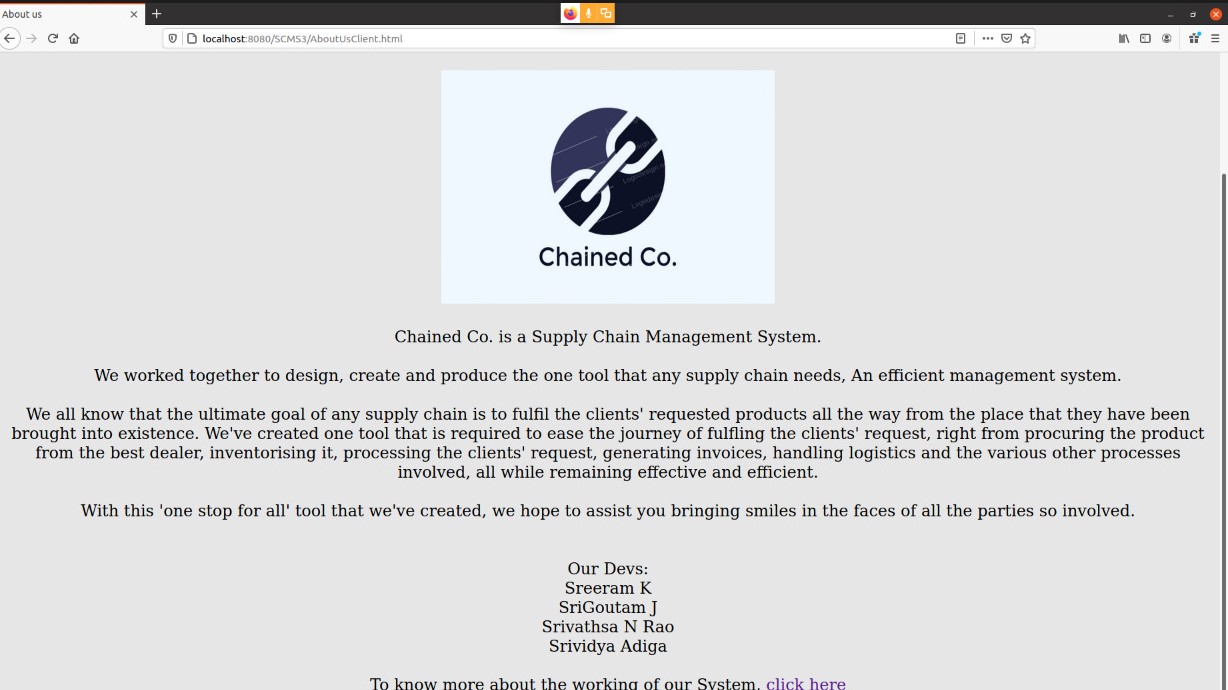 About us
localhost:8080/SCMS3/AboutUsClient.html
Chained Co.
Chained Co. is a Supply Chain Management System.
We worked together to design, create and produce the one tool that any supply chain needs, An efficient management system.
We all know that the ultimate goal of any supply chain is to fulfil the clients' requested products all the way from the place that they have been
brought into existence. We've created one tool that is required to ease the journey of fulfling the clients' request, right from procuring the product
from the best dealer, inventorising it, processing the clients' request, generating invoices, handling logistics and the various other processes
involved, all while remaining effective and efficient.
With this 'one stop for all' tool that we've created, we hope to assist you bringing smiles in the faces of all the parties so involved.
Our Devs:
Sreeram K
SriGoutam J
Srivathsa N Rao
Srividya Adiga
To know more about the working of our System, click here